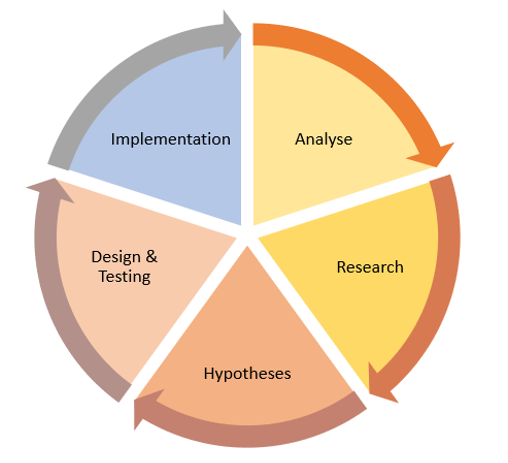 Implementation
Analyse
Research
Hypotheses
Design &
Testing